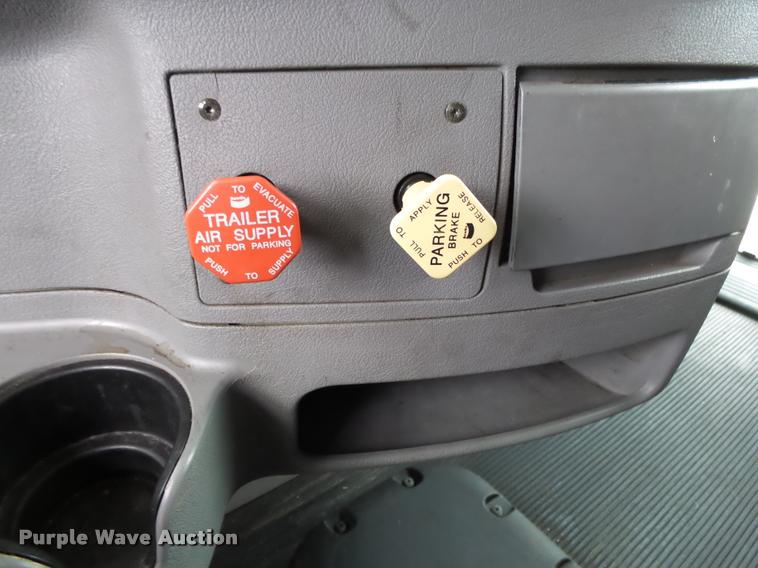 PULL TO EVACUATE
TRAILER
AIR SUPPLY
NOT FOR PARKING
PUSH TO SUPPLY
PULL TO APPLY
PARKING
BRAKE
PUSH TO RELEASE
Purple Wave Auction